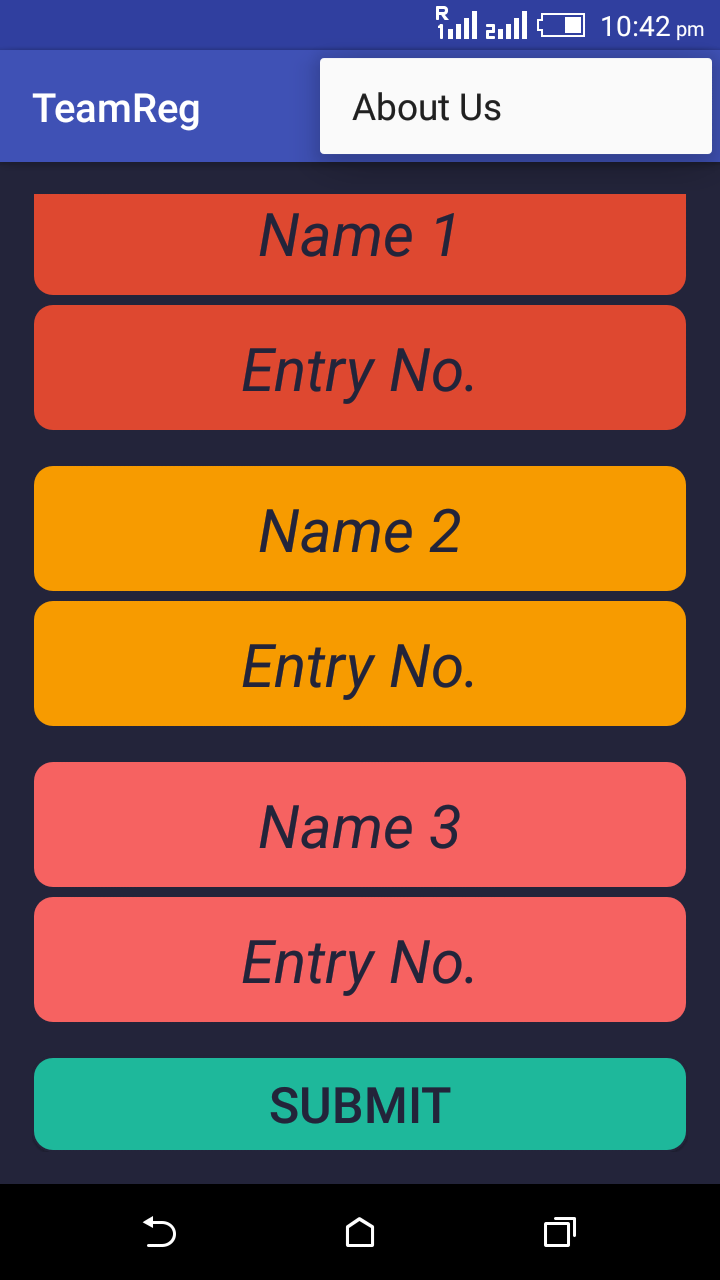 R
1 2 10:42 pm
TeamReg
About Us
Name 1
Entry No.
Name 2
Entry No.
Name 3
Entry No.
SUBMIT